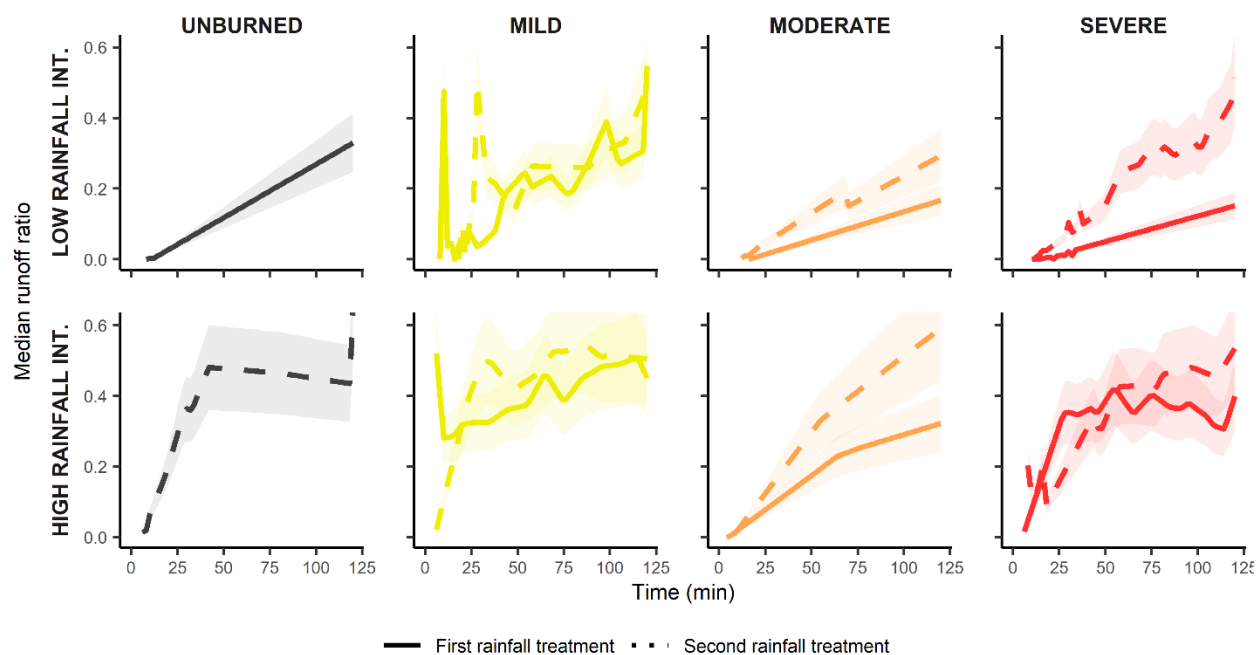 UNBURNED MILD MODERATE SEVERE
LOW RAINFALL INT.
0.6
0.4
0.2
0.0
HIGH RAINFALL INT.
0.6
0.4
0.2
0.0
Median runoff ratio
0 25 50 75 100 125 0 25 50 75 100 125 0 25 50 75 100 125 0 25 50 75 100 125
Time (min)
First rainfall treatment Second rainfall treatment